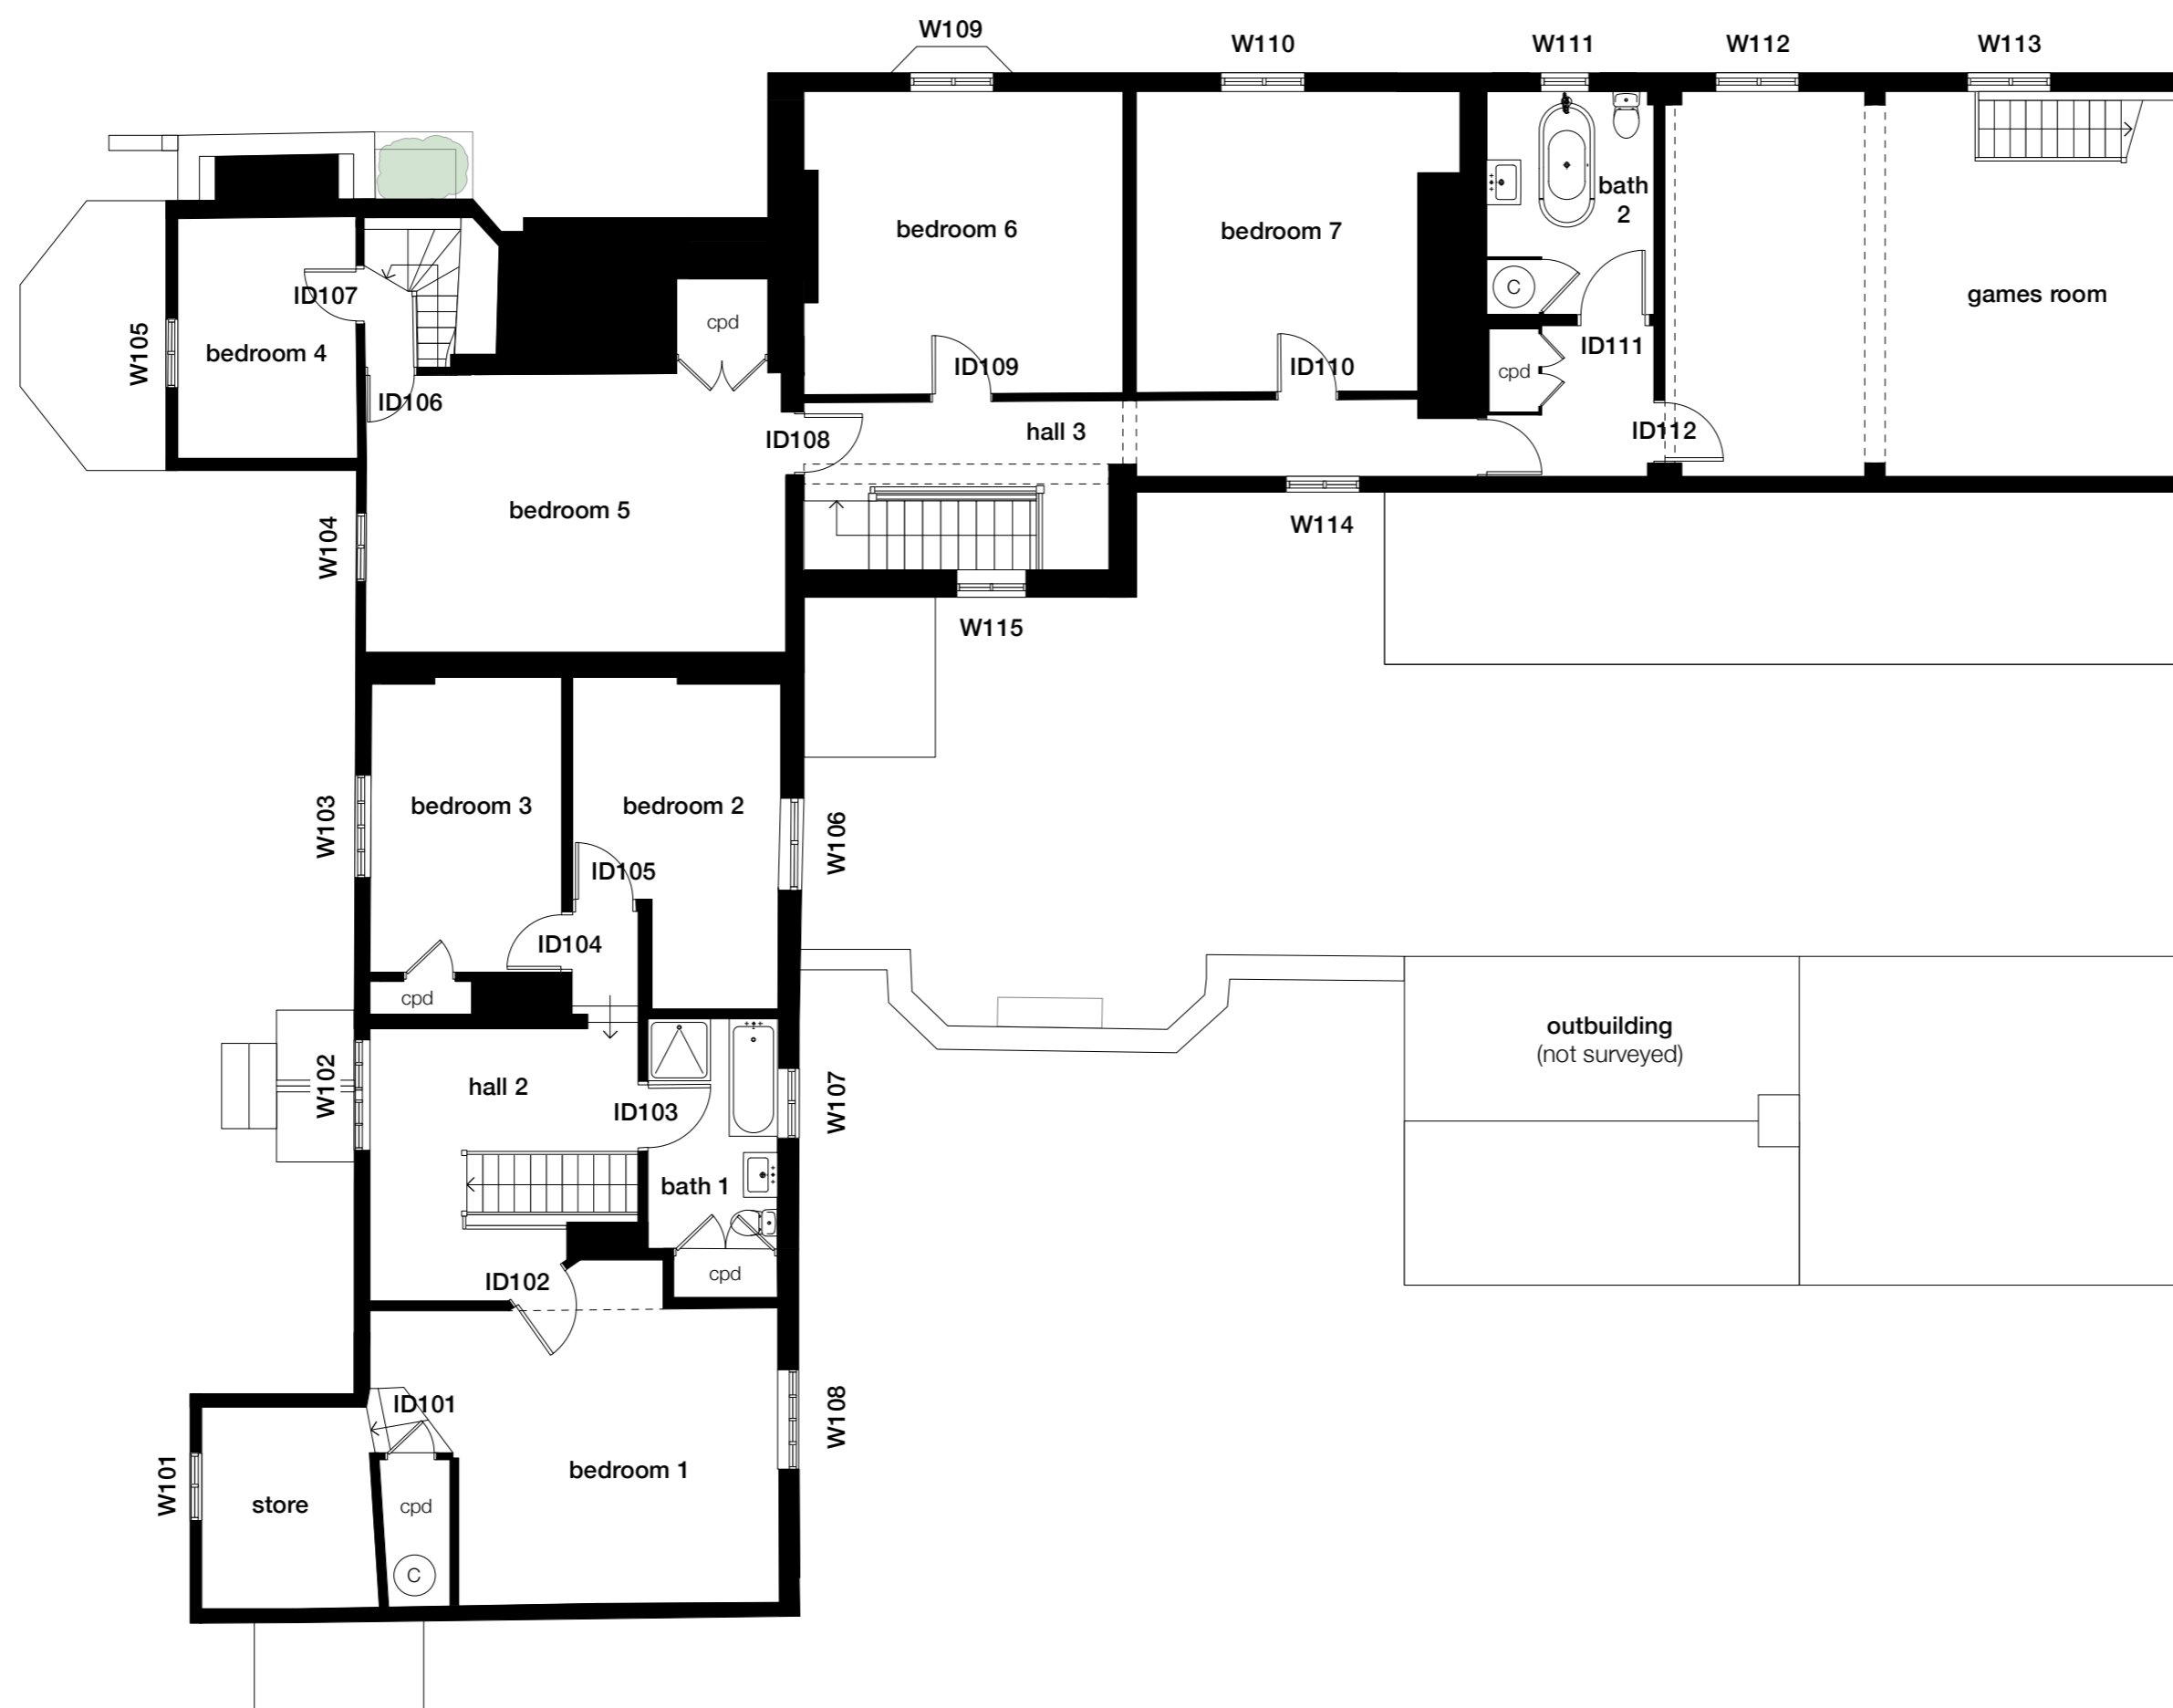 W109
W110
W111
W112
W113
bedroom 6
bedroom 7
bath
2
C
games room
ID107
W105
bedroom 4
cpd
ID106
ID109
ID110
ID111
cpd
ID108
hall 3
ID112
bedroom 5
W104
W114
W115
bedroom 3
bedroom 2
W103
W106
ID105
ID104
cpd
outbuilding
(not surveyed)
W102
hall 2
ID103
W107
bath 1
ID102
cpd
ID101
W108
bedroom 1
W101
store
cpd
C